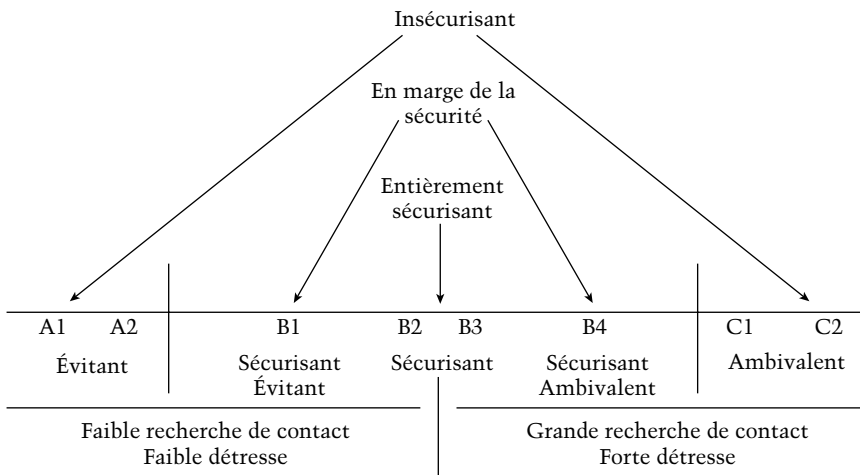 Insécurisant
En marge de la
sécurité
Entièrement
sécurisant
A1 A2 B1 B2 B3 B4 C1 C2
Évitant
Sécurisant
Évitant
Sécurisant
Sécurisant
Ambivalent
Ambivalent
Faible recherche de contact
Faible détresse
Grande recherche de contact
Forte détresse